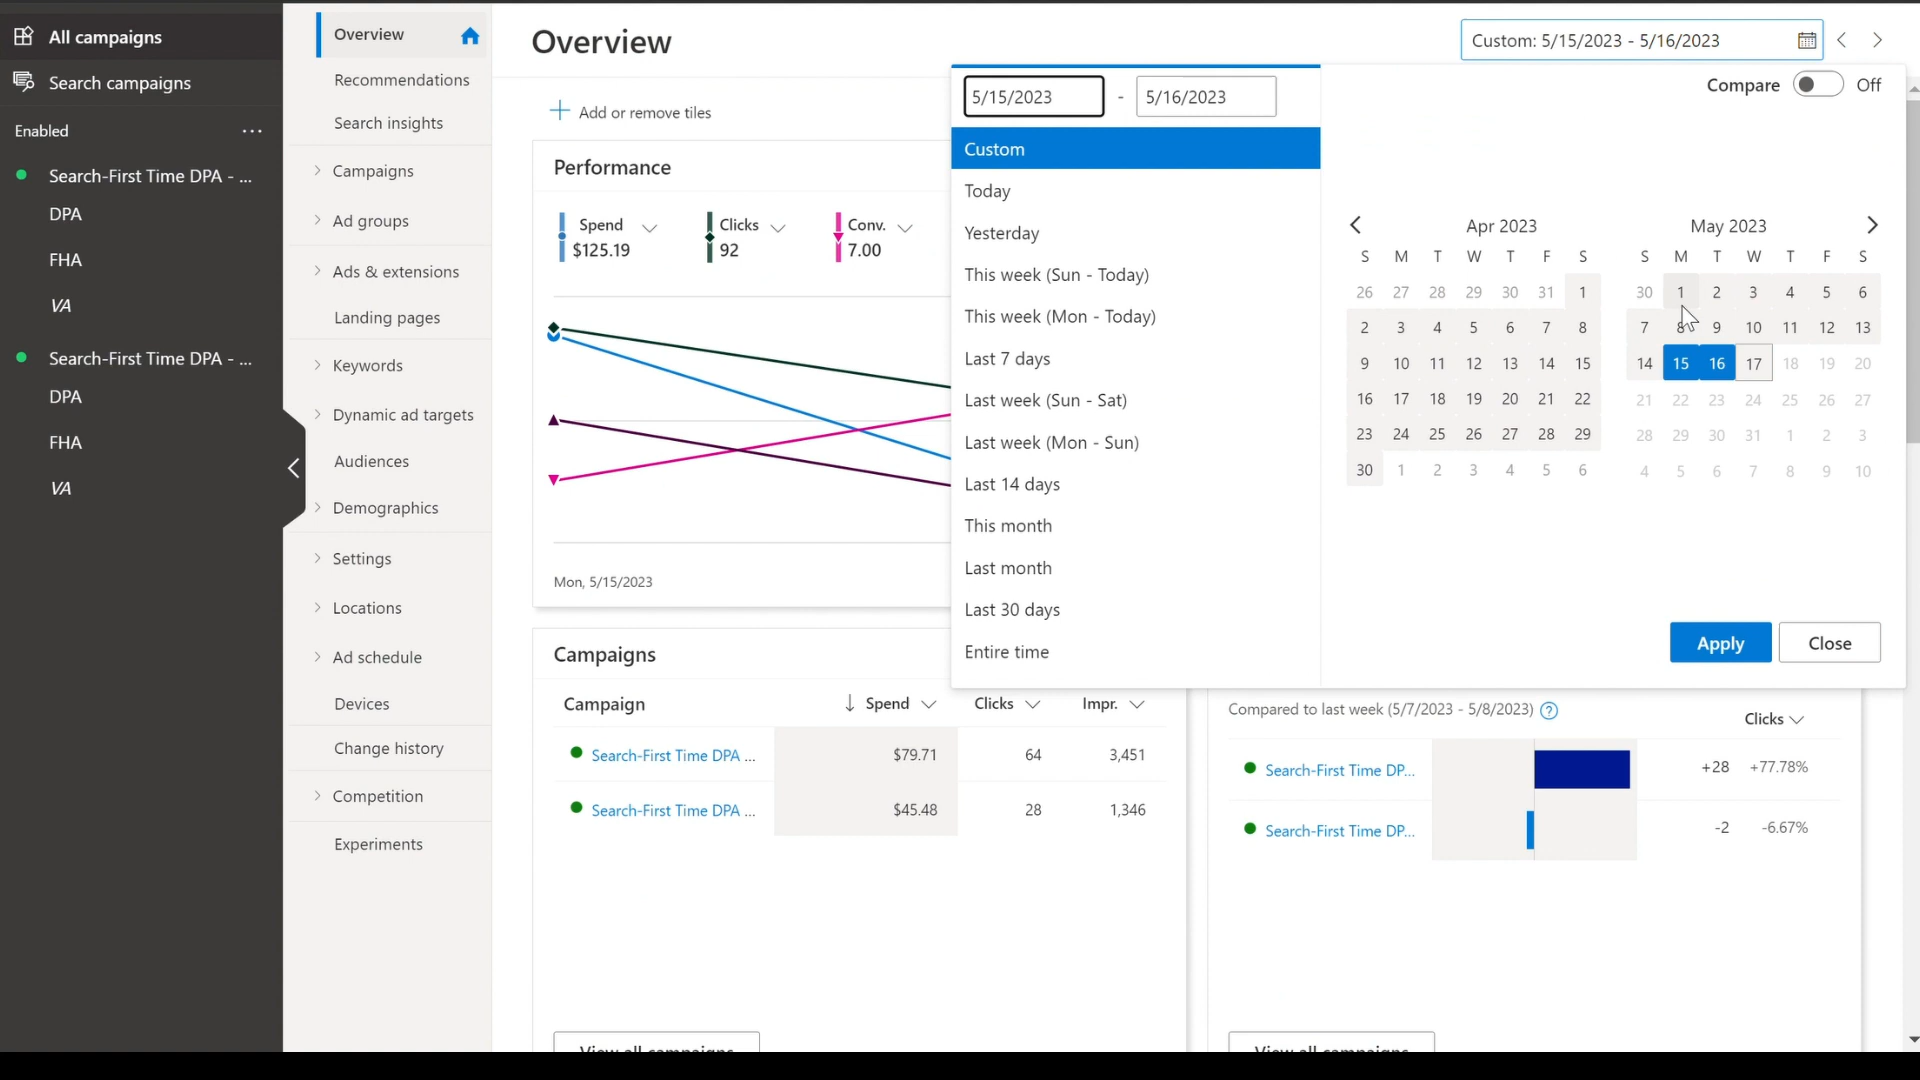 All campaigns
Search campaigns
Enabled
Search-First Time DPA - ...
DPA
FHA
VA
Search-First Time DPA - ...
DPA
FHA
VA
Overview
Recommendations
Search insights
Campaigns
Ad groups
Ads & extensions
Landing pages
Keywords
Dynamic ad targets
Audiences
Demographics
Settings
Locations
Ad schedule
Devices
Change history
Competition
Experiments
Overview
Custom: 5/15/2023 - 5/16/2023
Add or remove tiles
Performance
Spend
$125.19
Clicks
92
Conv.
7.00
Mon, 5/15/2023
5/15/2023 - 5/16/2023
Custom
Today
Yesterday
This week (Sun - Today)
This week (Mon - Today)
Last 7 days
Last week (Sun - Sat)
Last week (Mon - Sun)
Last 14 days
This month
Last month
Last 30 days
Entire time
Compare Off
Apr 2023
S M T W T F S
26 27 28 29 30 31 1
2 3 4 5 6 7 8
9 10 11 12 13 14 15
16 17 18 19 20 21 22
23 24 25 26 27 28 29
30 1 2 3 4 5 6
May 2023
S M T W T F S
30 1 2 3 4 5 6
7 8 9 10 11 12 13
14 15 16 17 18 19 20
21 22 23 24 25 26 27
28 29 30 31 1 2 3
4 5 6 7 8 9 10
Apply Close
Campaigns
Campaign Spend Clicks Impr.
Search-First Time DPA ... $79.71 64 3,451
Search-First Time DPA ... $45.48 28 1,346
View all campaigns
Compared to last week (5/7/2023 - 5/8/2023) ?
Clicks
Search-First Time DP... +28 +77.78%
Search-First Time DP... -2 -6.67%
View all campaigns